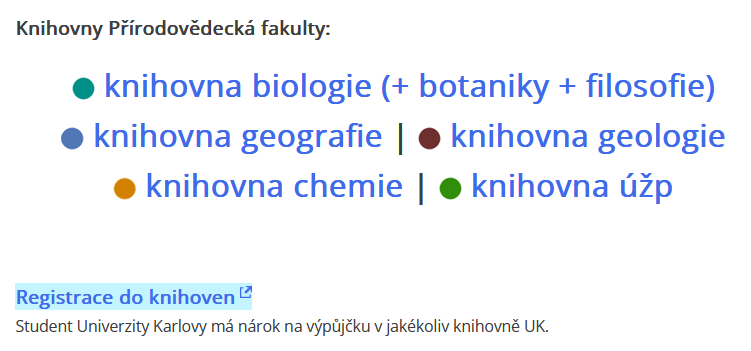 Knihovny Přírodovědecká fakulty:
knihovna biologie (+ botaniky + filosofie)
knihovna geografie | knihovna geologie
knihovna chemie | knihovna úžp
Registrace do knihoven
Student Univerzity Karlovy má nárok na výpůjčku v jakékoliv knihovně UK.